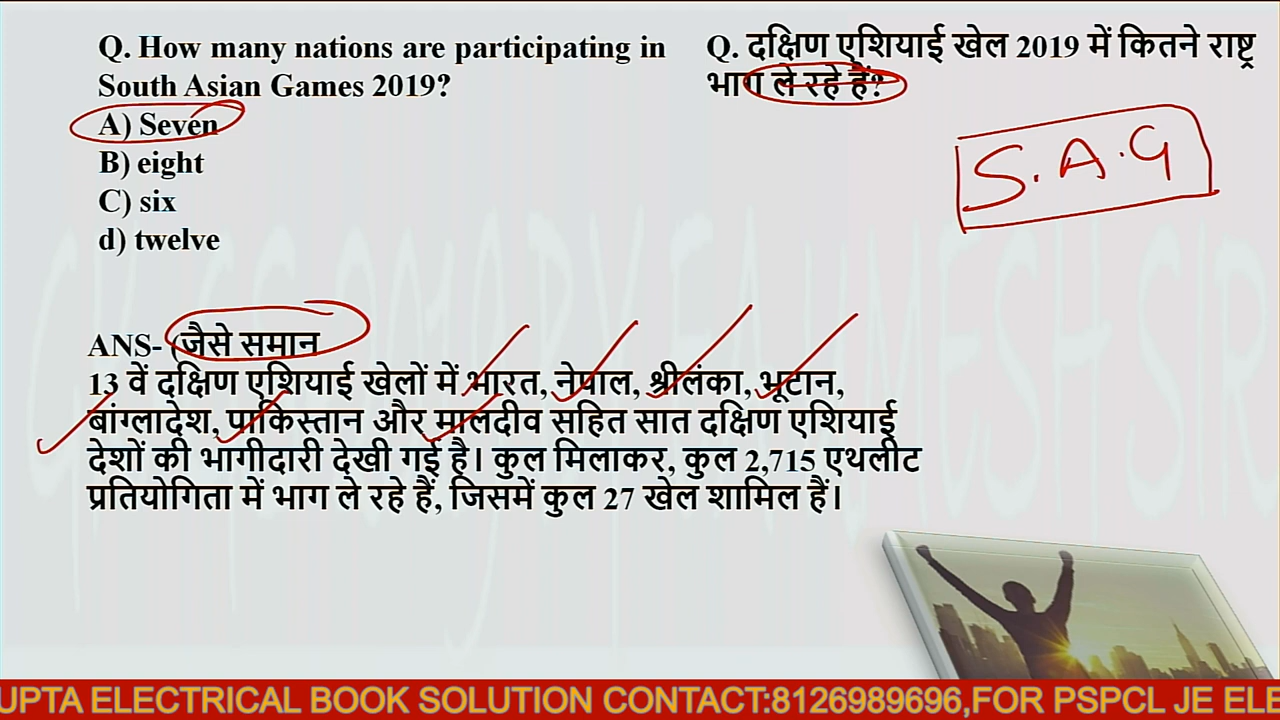 Q. How many nations are participating in
South Asian Games 2019?
A) Seven
B) eight
C) six
d) twelve
Q. दक्षिण एशियाई खेल 2019 में कितने राष्ट्र
भाग ले रहे हैं?
S.A.G
ANS- (जैसे समान
13 वें दक्षिण एशियाई खेलों में भारत, नेपाल, श्रीलंका, भूटान,
बांग्लादेश, पाकिस्तान और मालदीव सहित सात दक्षिण एशियाई
देशों की भागीदारी देखी गई है। कुल मिलाकर, कुल 2,715 एथलीट
प्रतियोगिता में भाग ले रहे हैं, जिसमें कुल 27 खेल शामिल हैं।
UPTA ELECTRICAL BOOK SOLUTION CONTACT:8126989696,FOR PSPCL JE ELE